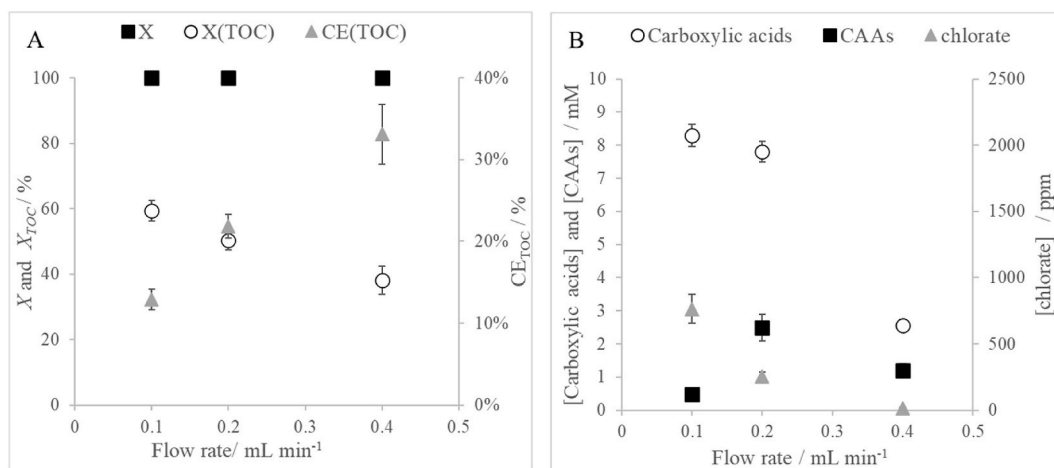 A
X X(TOC) CE(TOC)
100
80
60
40
20
0
X and X_TOC / %
40%
30%
20%
10%
0%
CE_TOC / %
0 0.1 0.2 0.3 0.4 0.5
Flow rate/ mL min⁻¹
B
Carboxylic acids CAAs chlorate
10
9
8
7
6
5
4
3
2
1
0
[Carboxylic acids] and [CAAs] / mM
2500
2000
1500
1000
500
0
[chlorate] / ppm
0 0.1 0.2 0.3 0.4 0.5
Flow rate/ mL min⁻¹